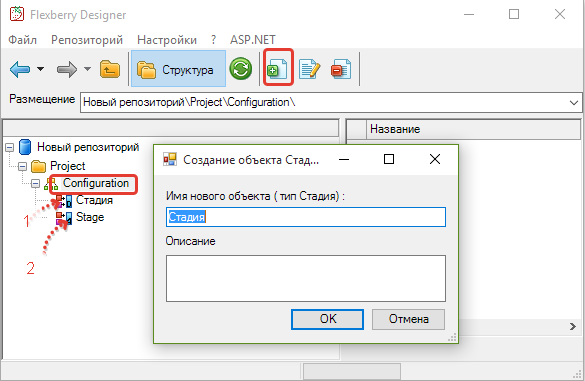 Flexberry Designer
Файл Репозиторий Настройки ? ASP.NET
Структура
Размещение Новый репозиторий\Project\Configuration\
Название
Новый репозиторий
Project
Configuration
Стадия
Stage
1
2
Создание объекта Стад...
Имя нового объекта ( тип Стадия) :
Стадия
Описание
OK Отмена